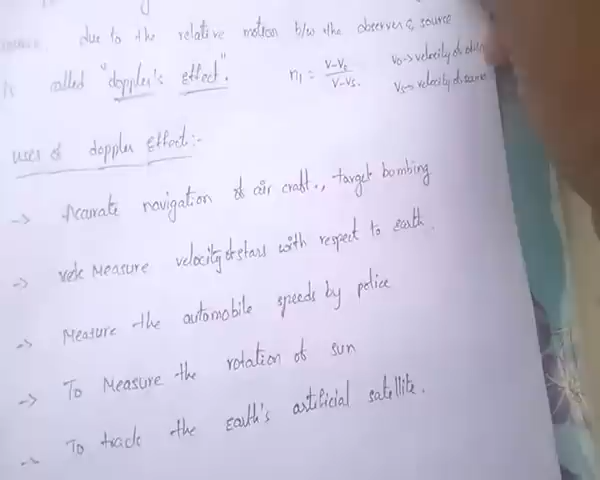 due to the relative motion b/w the observer & source
is called "doppler's effect". n1 = V-Vo / V-Vs. Vo → velocity of
Vs → velocity of source
uses of doppler effect:-
→ Accurate navigation of air craft., target bombing
→ Measure velocity of stars with respect to earth.
→ Measure the automobile speeds by police
→ To Measure the rotation of sun
→ To track the Earth's artificial satellite.